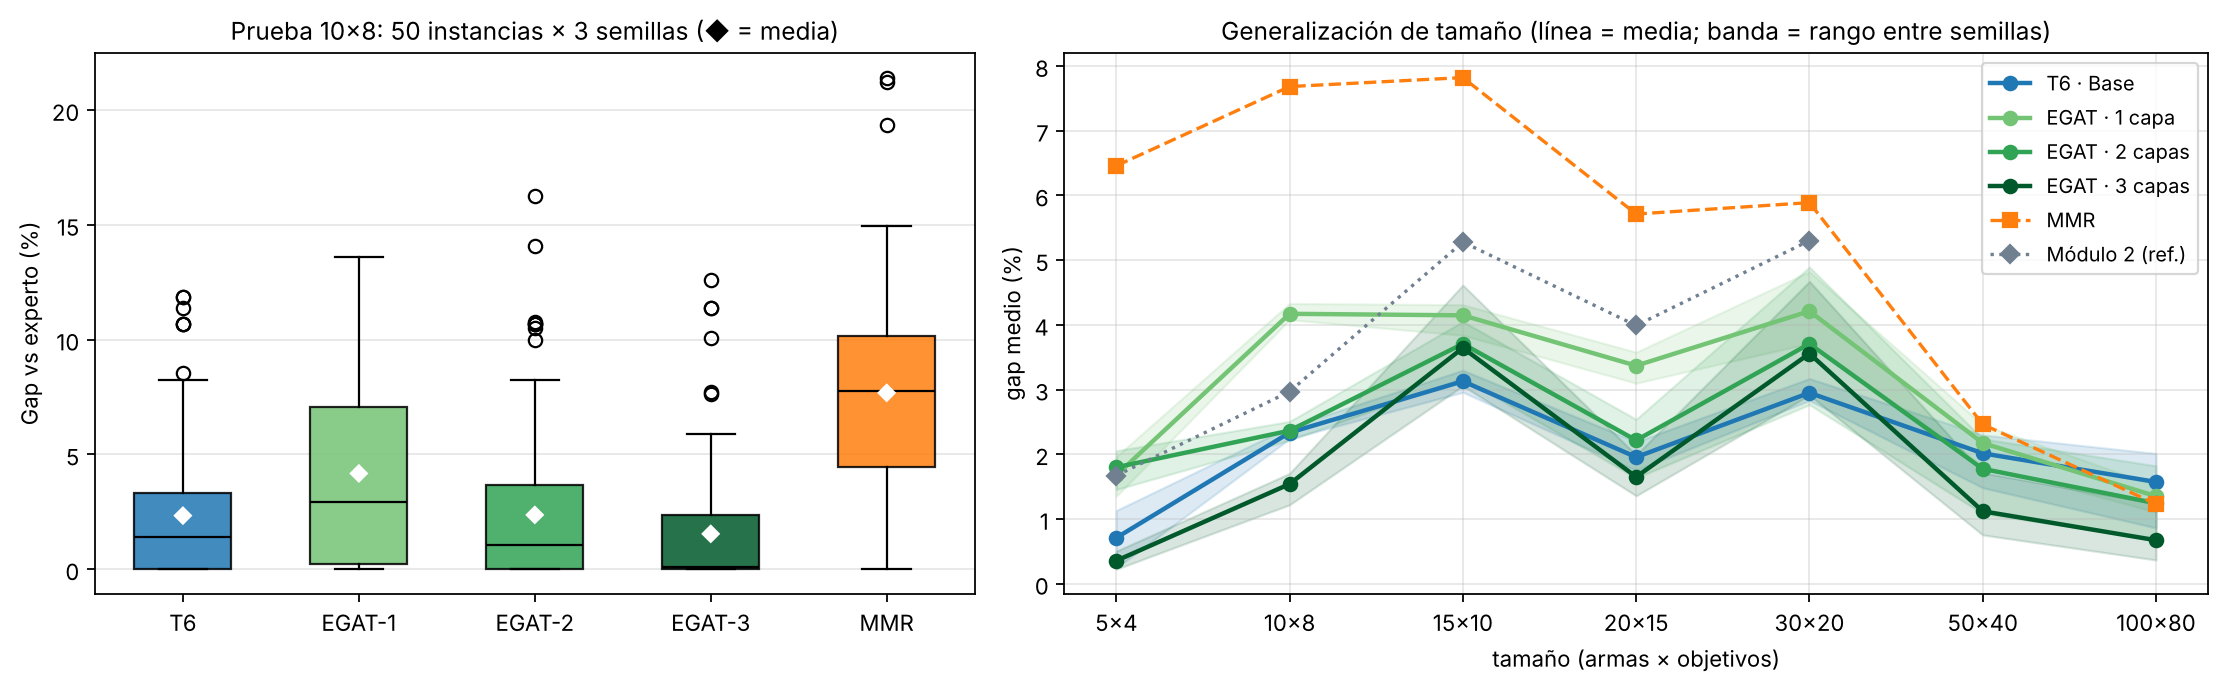 Prueba 10×8: 50 instancias × 3 semillas (◆ = media)
Gap vs experto (%)
20
15
10
5
0
T6
EGAT-1
EGAT-2
EGAT-3
MMR
Generalización de tamaño (línea = media; banda = rango entre semillas)
gap medio (%)
8
7
6
5
4
3
2
1
0
T6 · Base
EGAT · 1 capa
EGAT · 2 capas
EGAT · 3 capas
MMR
Módulo 2 (ref.)
5×4
10×8
15×10
20×15
30×20
50×40
100×80
tamaño (armas × objetivos)